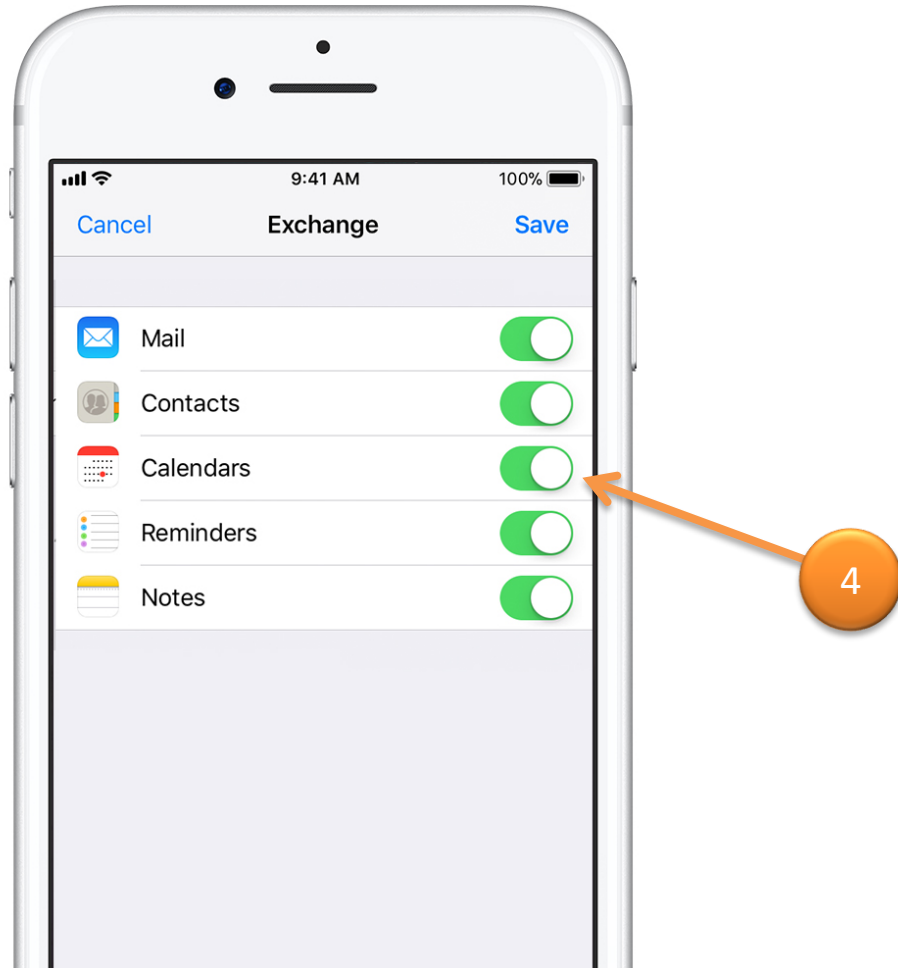 9:41 AM 100%
Cancel Exchange Save
Mail
Contacts
Calendars
Reminders
Notes
4